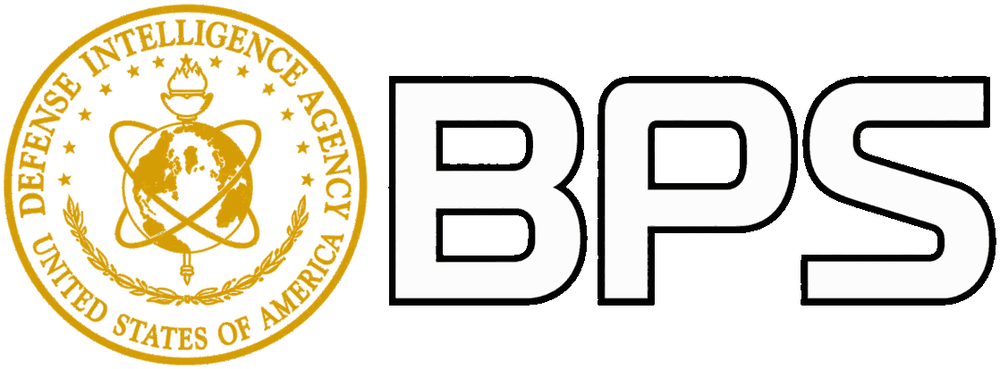 DEFENSE INTELLIGENCE AGENCY
UNITED STATES OF AMERICA
BPS